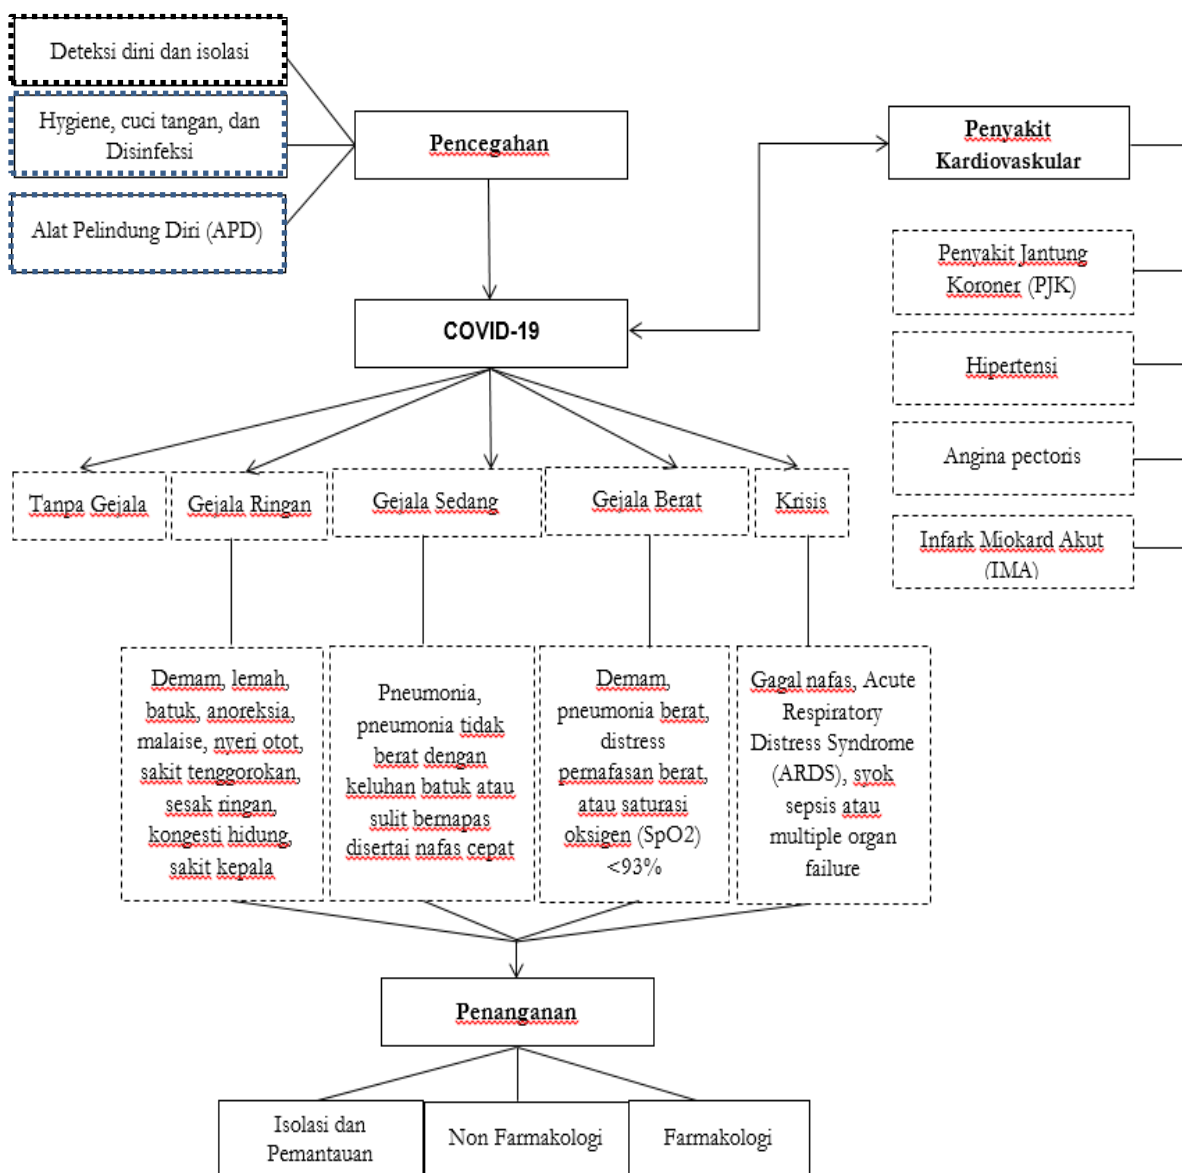 Deteksi dini dan isolasi
Hygiene, cuci tangan, dan
Disinfeksi
Alat Pelindung Diri (APD)
Pencegahan
Penyakit
Kardiovaskular
Penyakit Jantung
Koroner (PJK)
Hipertensi
Angina pectoris
Infark Miokard Akut
(IMA)
COVID-19
Tanpa Gejala
Gejala Ringan
Gejala Sedang
Gejala Berat
Krisis
Demam, lemah,
batuk, anoreksia,
malaise, nyeri otot,
sakit tenggorokan,
sesak ringan,
kongesti hidung,
sakit kepala
Pneumonia,
pneumonia tidak
berat dengan
keluhan batuk atau
sulit bernapas
disertai nafas cepat
Demam,
pneumonia berat,
distress
pernafasan berat,
atau saturasi
oksigen (SpO2)
<93%
Gagal nafas, Acute
Respiratory
Distress Syndrome
(ARDS), syok
sepsis atau
multiple organ
failure
Penanganan
Isolasi dan
Pemantauan
Non Farmakologi
Farmakologi